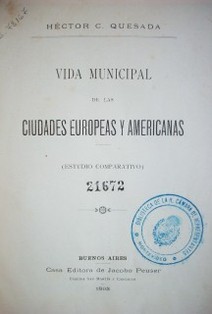 HÉCTOR C. QUESADA
VIDA MUNICIPAL
DE LAS
CIUDADES EUROPEAS Y AMERICANAS
(ESTUDIO COMPARATIVO)
21672
BUENOS AIRES
Casa Editora de Jacobo Peuser